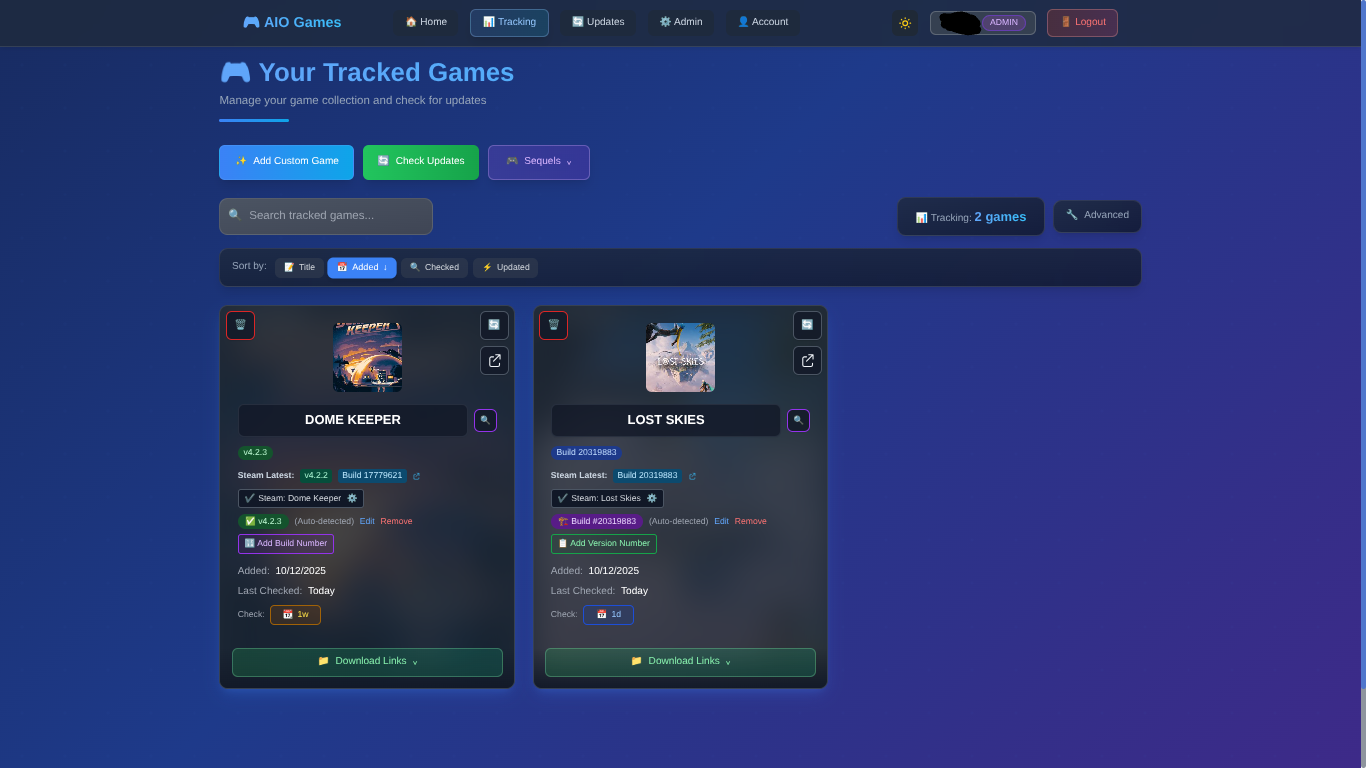 AIO Games
Home
Tracking
Updates
Admin
Account
ADMIN
Logout
Your Tracked Games
Manage your game collection and check for updates
Add Custom Game
Check Updates
Sequels
Search tracked games...
Tracking: 2 games
Advanced
Sort by:
Title
Added ↓
Checked
Updated
KEEPER
DOME KEEPER
v4.2.3
Steam Latest: v4.2.2 Build 17779621
Steam: Dome Keeper
v4.2.3 (Auto-detected) Edit Remove
Add Build Number
Added: 10/12/2025
Last Checked: Today
Check: 1w
Download Links
LOST SKIES
LOST SKIES
Build 20319883
Steam Latest: Build 20319883
Steam: Lost Skies
Build #20319883 (Auto-detected) Edit Remove
Add Version Number
Added: 10/12/2025
Last Checked: Today
Check: 1d
Download Links